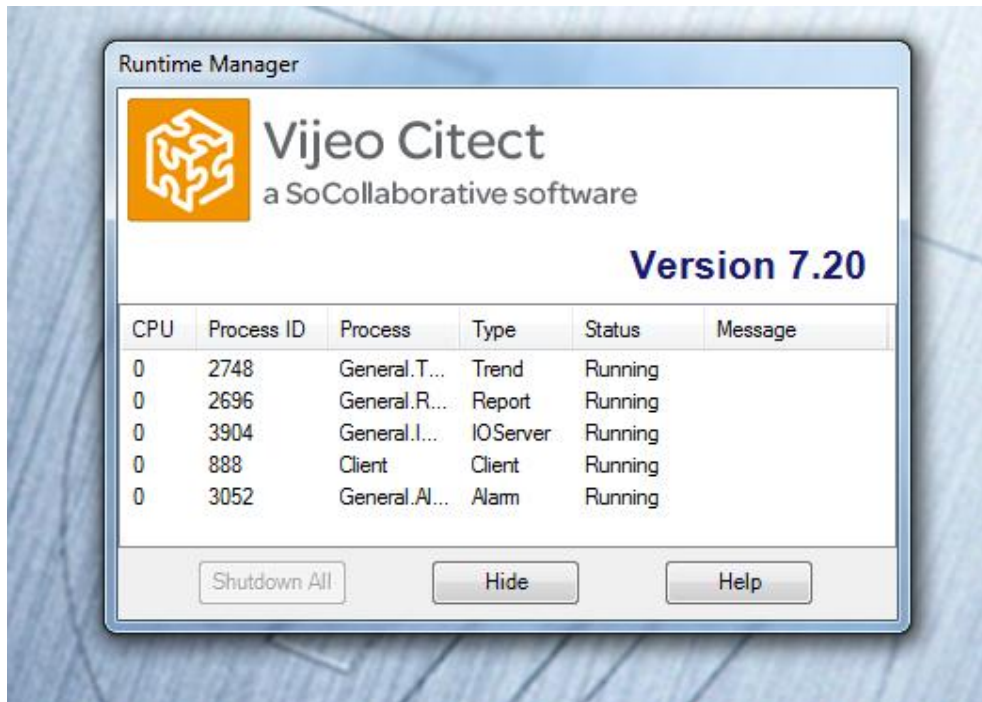 Runtime Manager
Vijeo Citect
a SoCollaborative software
Version 7.20
CPU Process ID Process Type Status Message
0 2748 General.T... Trend Running
0 2696 General.R... Report Running
0 3904 General.I... IOServer Running
0 888 Client Client Running
0 3052 General.Al... Alarm Running
Shutdown All Hide Help